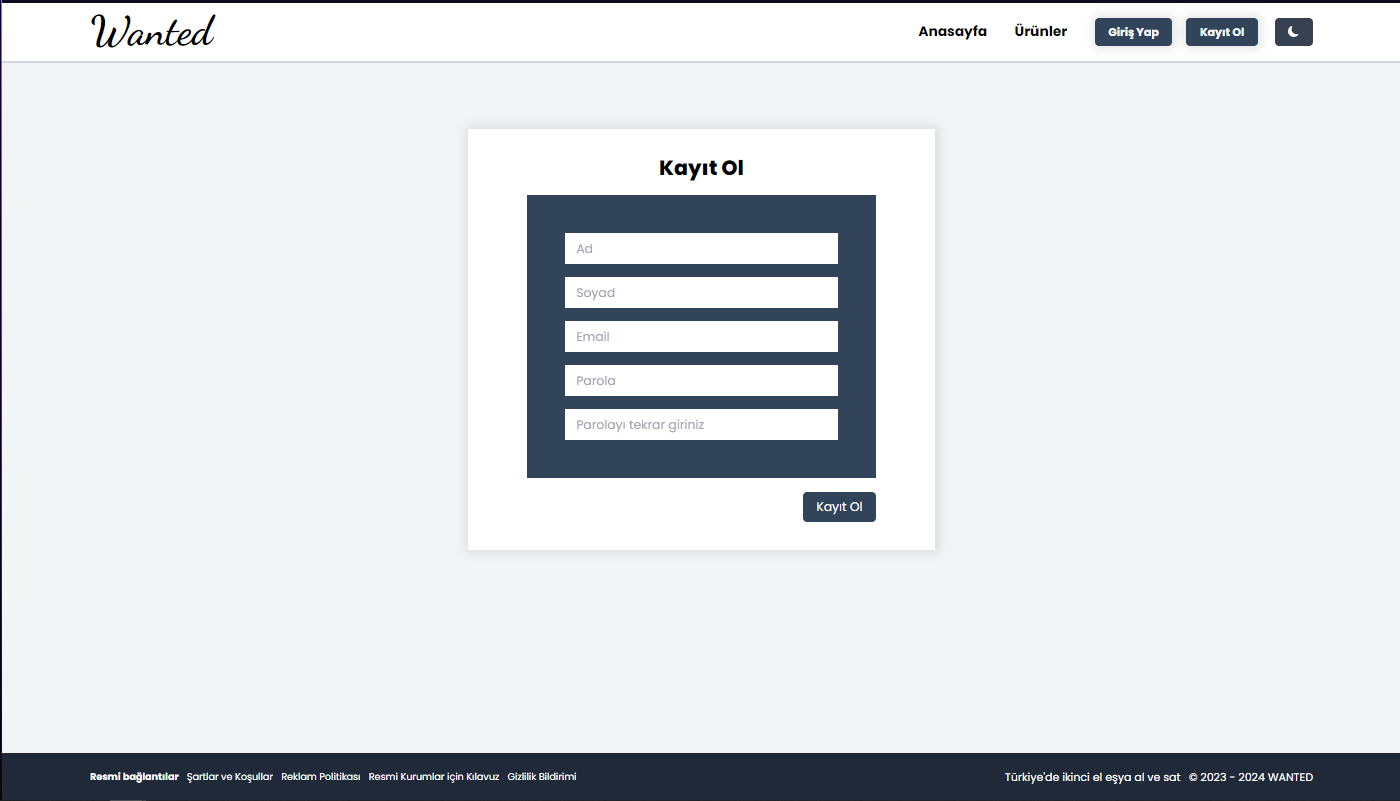 Wanted
Anasayfa Ürünler Giriş Yap Kayıt Ol
Kayıt Ol
Ad
Soyad
Email
Parola
Parolayı tekrar giriniz
Kayıt Ol
Resmi bağlantılar Şartlar ve Koşullar Reklam Politikası Resmi Kurumlar için Kılavuz Gizlilik Bildirimi
Türkiye'de ikinci el eşya al ve sat © 2023 - 2024 WANTED